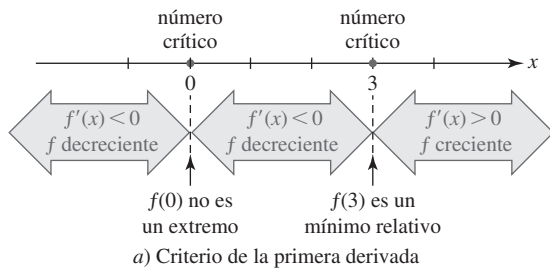 número
crítico
número
crítico
x
0
3
f′(x) < 0
f decreciente
f′(x) < 0
f decreciente
f′(x) > 0
f creciente
f(0) no es
un extremo
f(3) es un
mínimo relativo
a) Criterio de la primera derivada